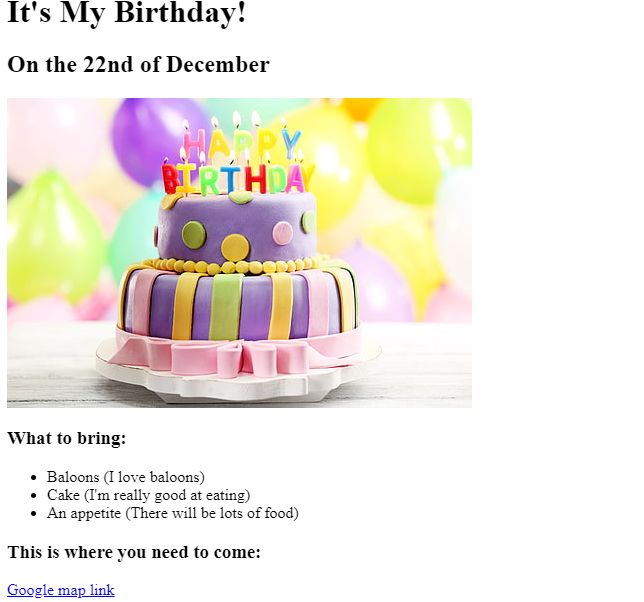 It's My Birthday!
On the 22nd of December
HAPPY
BIRTHDAY
What to bring:
Baloons (I love baloons)
Cake (I'm really good at eating)
An appetite (There will be lots of food)
This is where you need to come:
Google map link